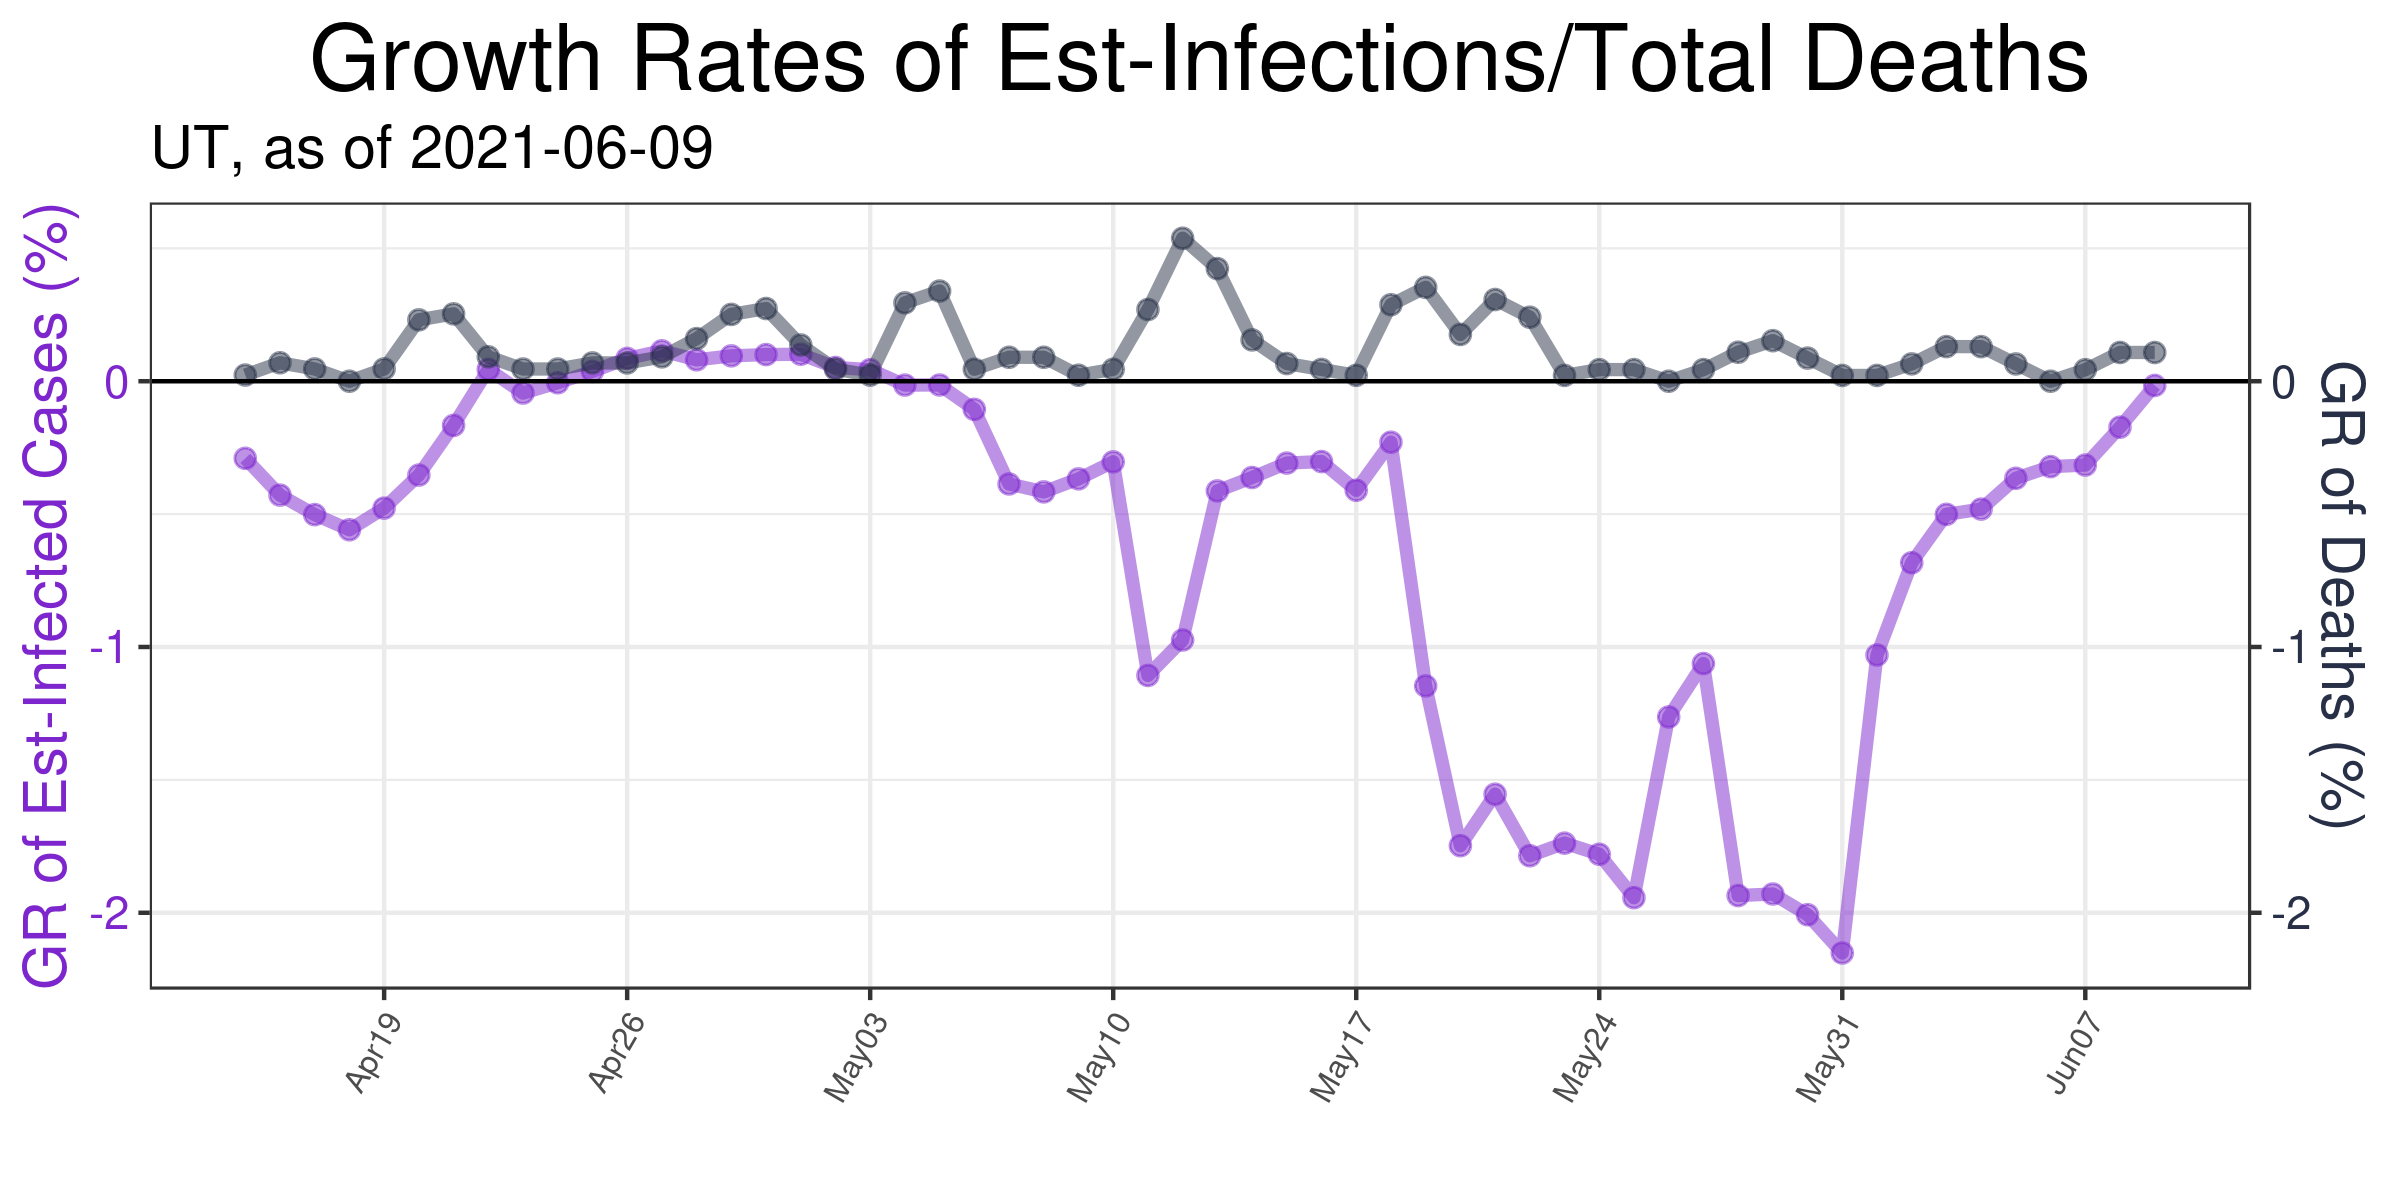 Growth Rates of Est-Infections/Total Deaths
UT, as of 2021-06-09
GR of Est-Infected Cases (%)
0
-1
-2
0
-1
-2
GR of Deaths (%)
Apr19
Apr26
May03
May10
May17
May24
May31
Jun07